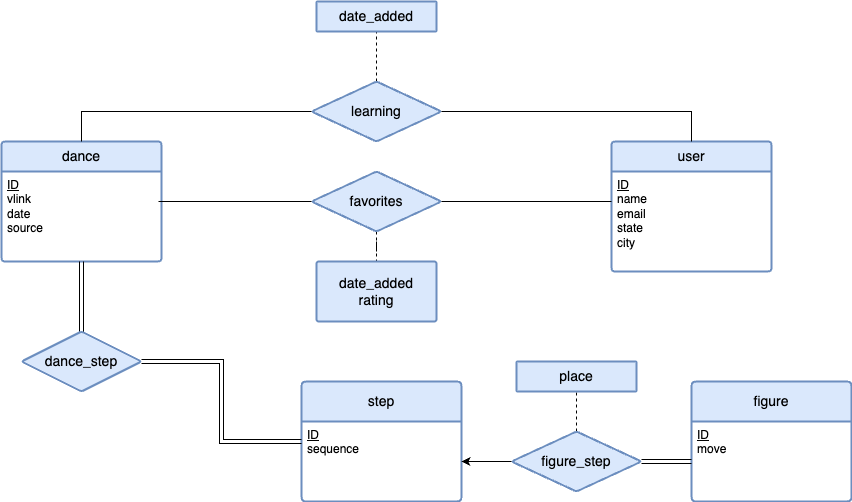 date_added
learning
dance
ID
vlink
date
source
user
ID
name
email
state
city
favorites
date_added
rating
dance_step
step
ID
sequence
place
figure_step
figure
ID
move